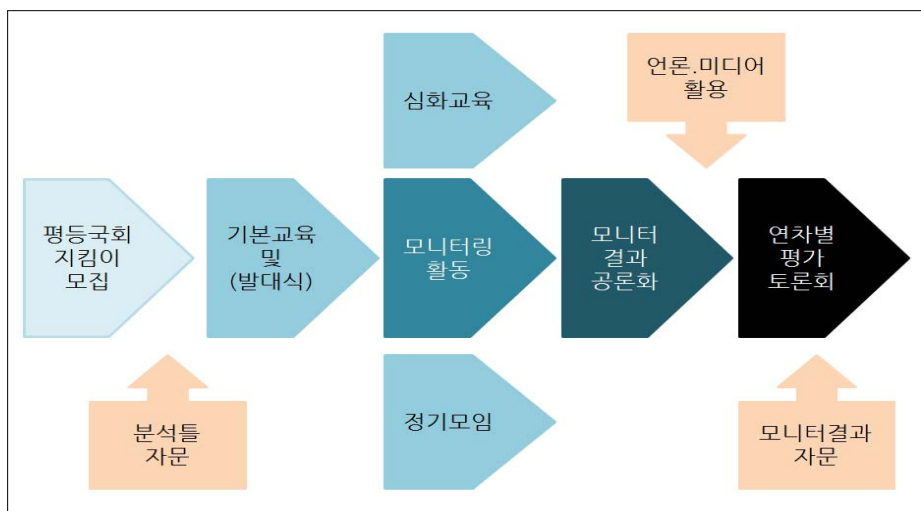 심화교육
언론.미디어
활용
평등국회
지킴이
모집
기본교육
및
(발대식)
모니터링
활동
모니터
결과
공론화
연차별
평가
토론회
분석틀
자문
정기모임
모니터결과
자문